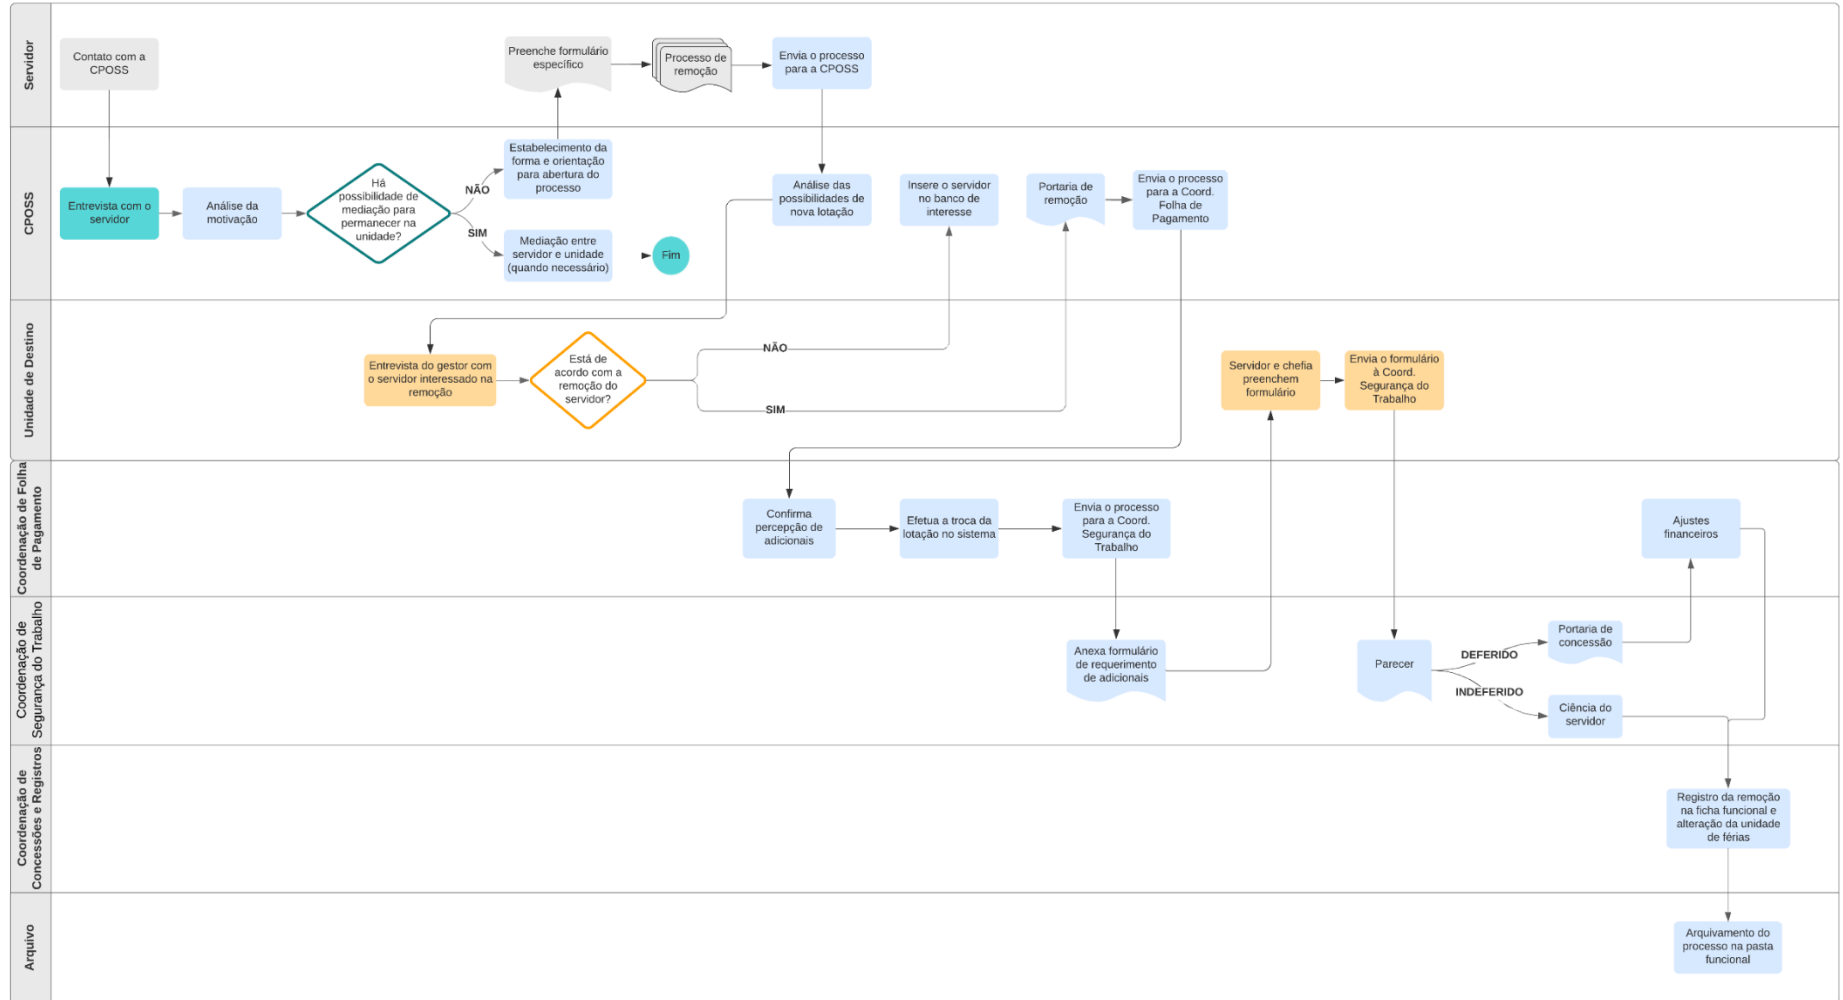 Servidor
Contato com a
CPOSS
Preenche formulário
específico
Processo de
remoção
Envia o processo
para a CPOSS
CPOSS
Entrevista com o
servidor
Análise da
motivação
Há
possibilidade de
mediação para
permanecer na
unidade?
NÃO
SIM
Estabelecimento da
forma e orientação
para abertura do
processo
Mediação entre
servidor e unidade
(quando necessário)
Fim
Análise das
possibilidades de
nova lotação
Insere o servidor
no banco de
interesse
Portaria de
remoção
Envia o processo
para a Coord.
Folha de
Pagamento
Unidade de Destino
Entrevista do gestor com
o servidor interessado na
remoção
Está de
acordo com a
remoção do
servidor?
NÃO
SIM
Servidor e chefia
preenchem
formulário
Envia o formulário
à Coord.
Segurança do
Trabalho
Coordenação de Folha
de Pagamento
Confirma
percepção de
adicionais
Efetua a troca da
lotação no sistema
Envia o processo
para a Coord.
Segurança do
Trabalho
Ajustes
financeiros
Coordenação de
Segurança do Trabalho
Anexa formulário
de requerimento
de adicionais
Parecer
DEFERIDO
INDEFERIDO
Portaria de
concessão
Ciência do
servidor
Coordenação de
Concessões e Registros
Registro da remoção
na ficha funcional e
alteração da unidade
de férias
Arquivo
Arquivamento do
processo na pasta
funcional